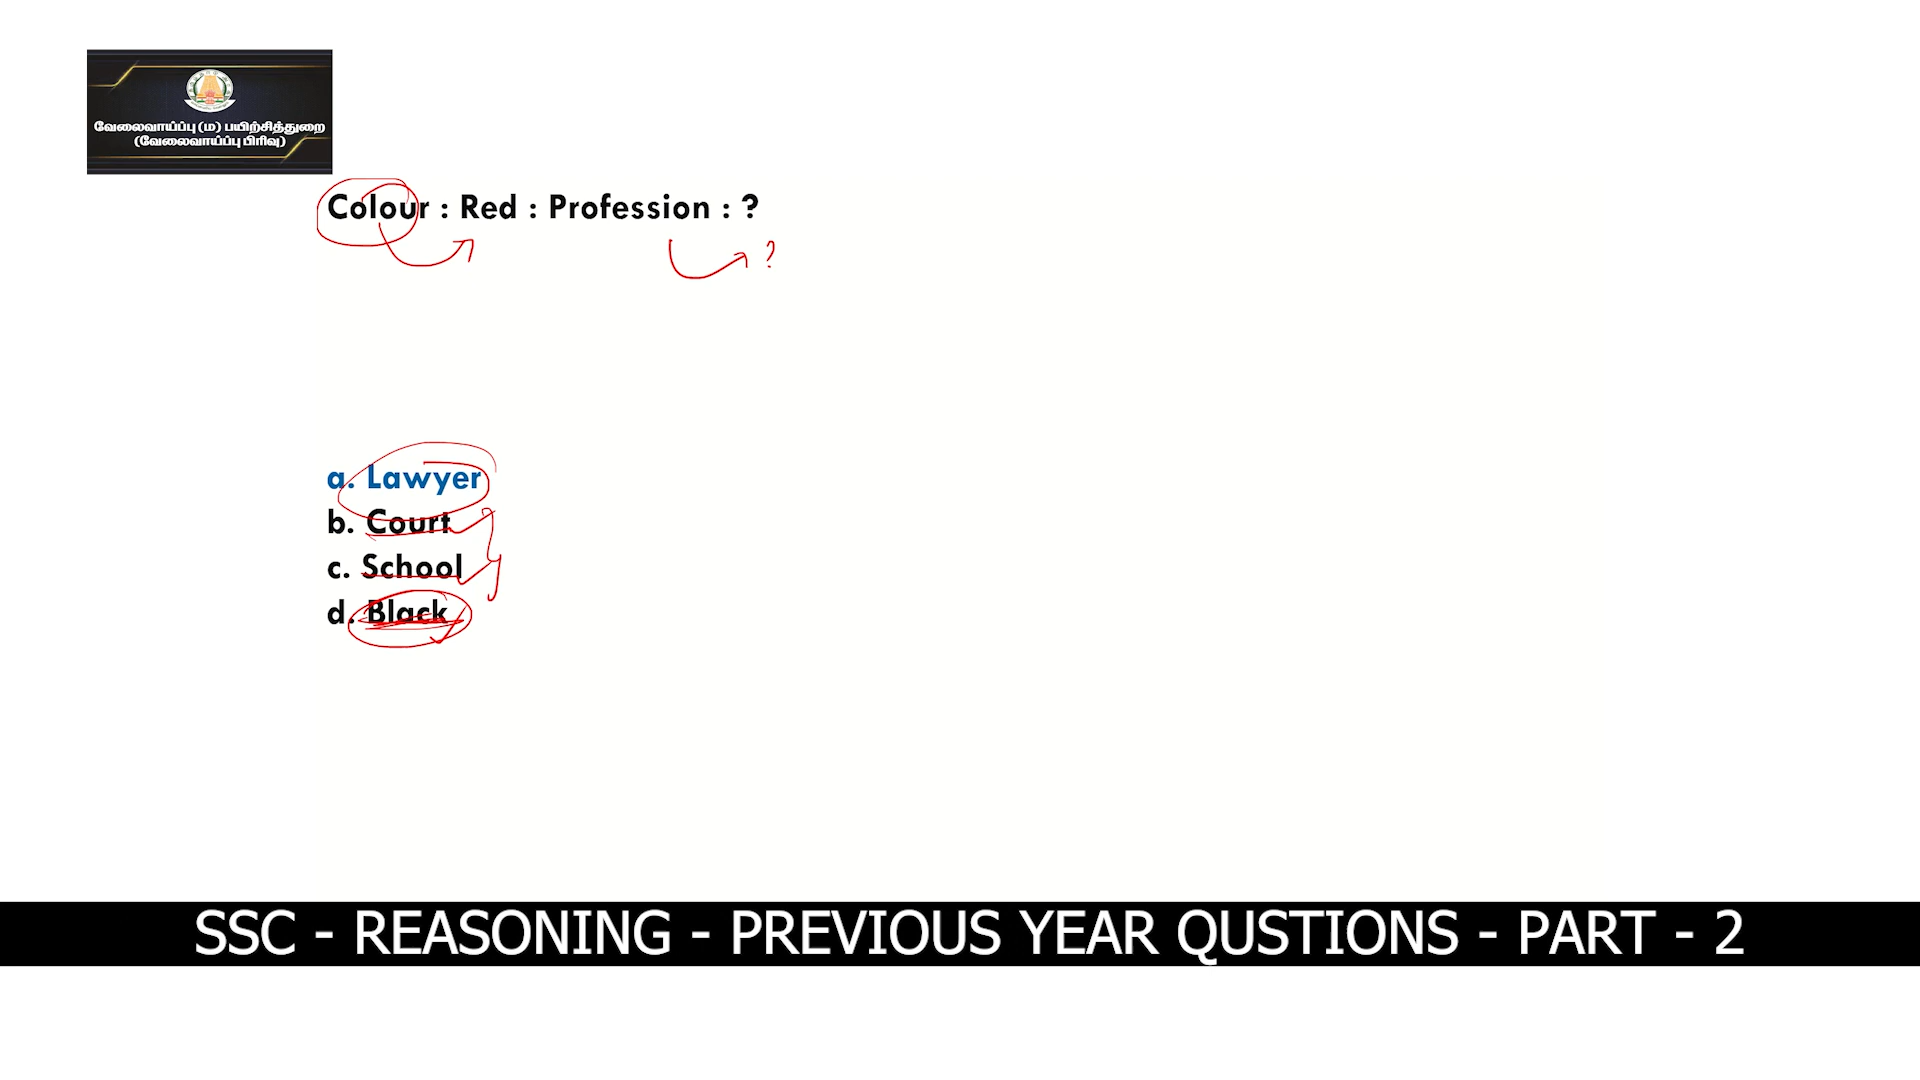 வேலைவாய்ப்பு (ம) பயிற்சித்துறை
(வேலைவாய்ப்பு பிரிவு)
Colour : Red : Profession : ?
?
a. Lawyer
b. Court
c. School
d. Black
SSC - REASONING - PREVIOUS YEAR QUSTIONS - PART - 2